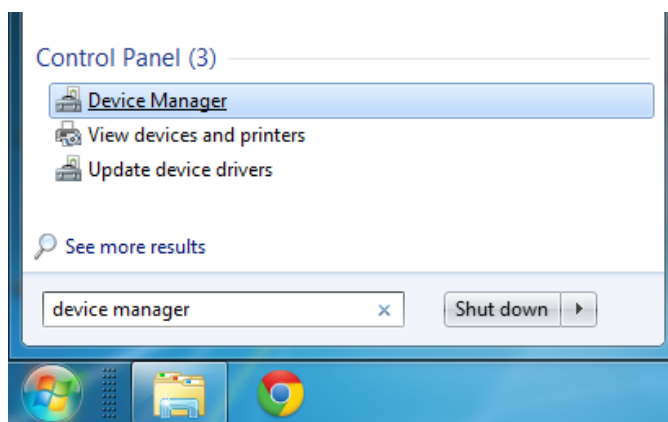 Control Panel (3)
Device Manager
View devices and printers
Update device drivers
See more results
device manager
Shut down